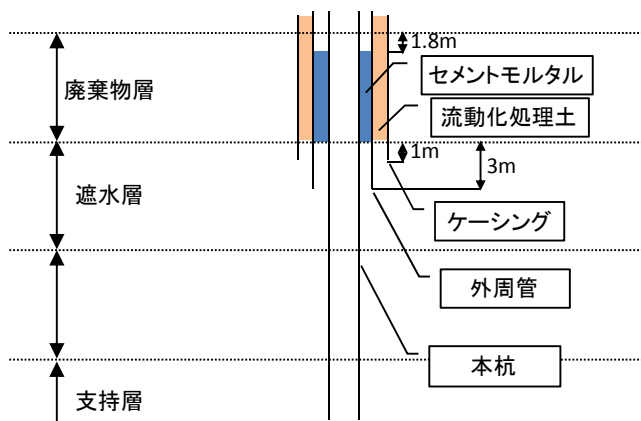 1.8m
セメントモルタル
廃棄物層
流動化処理土
1m
3m
遮水層
ケーシング
外周管
本杭
支持層